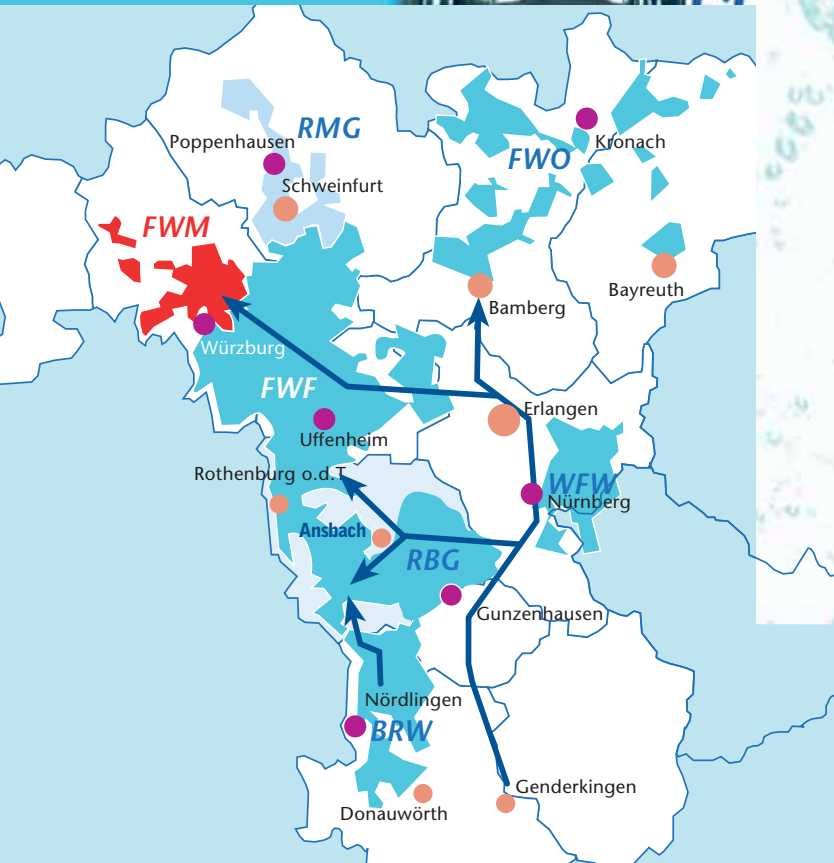 RMG
Poppenhausen
Schweinfurt
FWO
Kronach
FWM
Bayreuth
Bamberg
Würzburg
FWF
Erlangen
Uffenheim
Rothenburg o.d.T.
WFW
Nürnberg
Ansbach
RBG
Gunzenhausen
Nördlingen
BRW
Genderkingen
Donauwörth